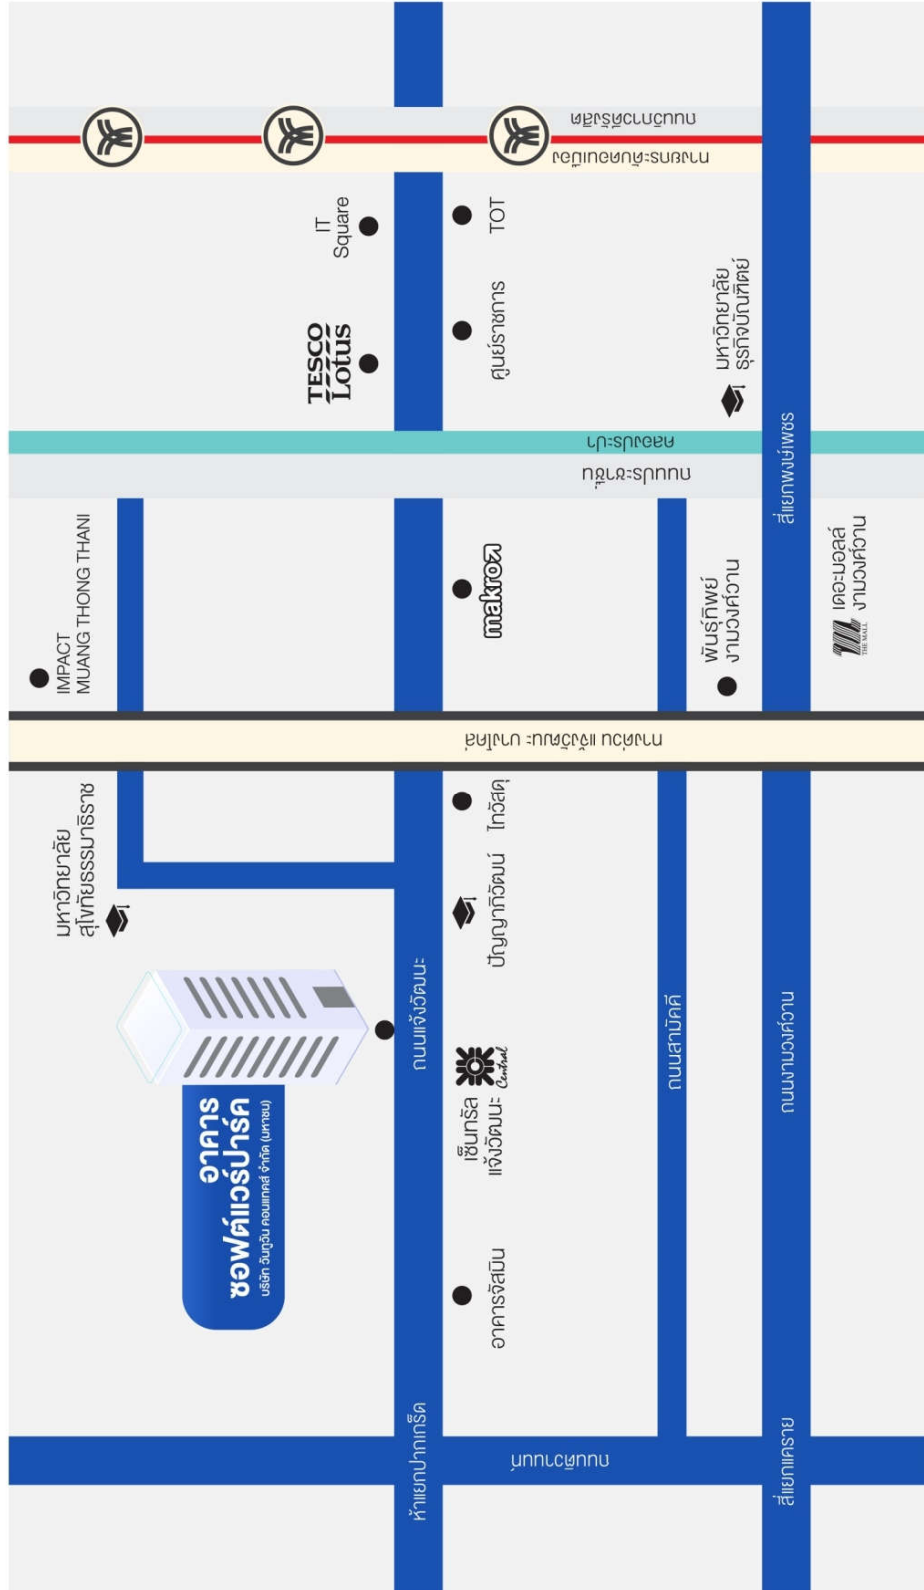 IMPACT
MUANG THONG THANI
มหาวิทยาลัย
สุโขทัยธรรมาธิราช
อาคาร
ซอฟต์แวร์ปาร์ค
บริษัท วันทูวัน คอนแทคส์ จำกัด (มหาชน)
IT
Square
TESCO
Lotus
ห้าแยกปากเกร็ด
ถนนแจ้งวัฒนะ
อาคารจัสมิน
เซ็นทรัล
แจ้งวัฒนะ
Central
ปัญญาภิวัฒน์
ไทวัสดุ
makro
ศูนย์ราชการ
TOT
ถนนติวานนท์
ทางด่วน แจ้งวัฒนะ บางโคล่
ถนนประชาชื่น
คลองประปา
ทางยกระดับดอนเมือง
ถนนวิภาวดีรังสิต
ถนนสามัคคี
พันธุ์ทิพย์
งามวงศ์วาน
มหาวิทยาลัย
ธุรกิจบัณฑิตย์
สี่แยกแคราย
ถนนงามวงศ์วาน
สี่แยกพงษ์เพชร
THE MALL
เดอะมอลล์
งามวงศ์วาน